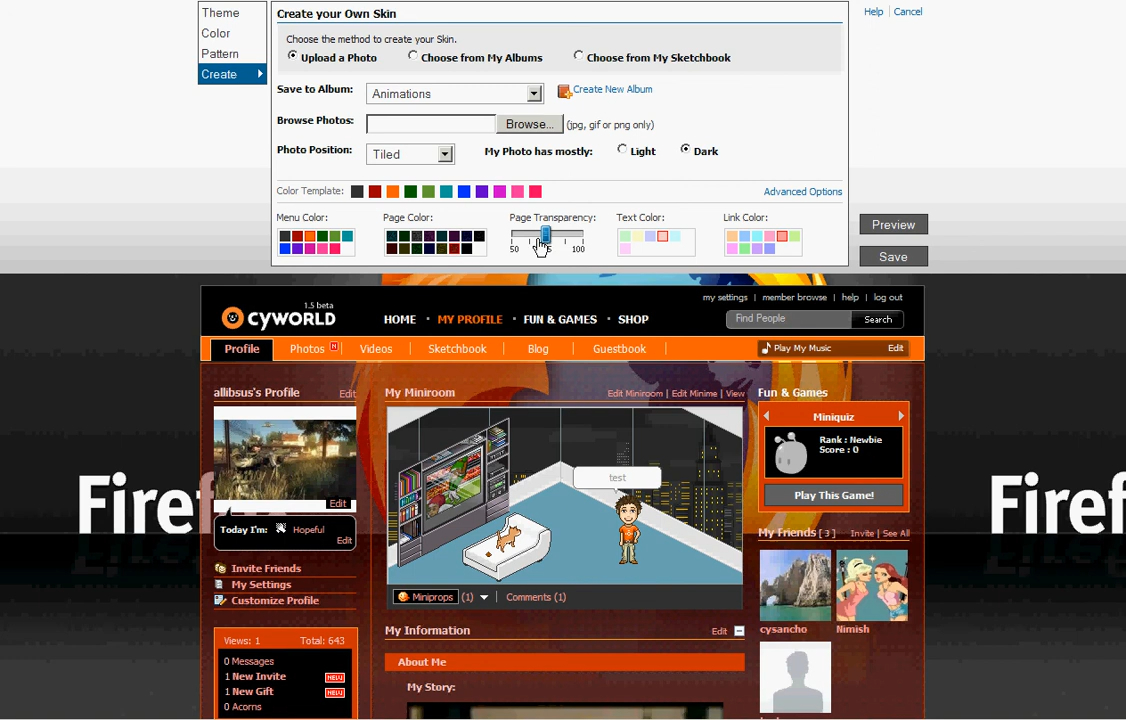 Theme
Color
Pattern
Create
Create your Own Skin
Help | Cancel
Choose the method to create your Skin.
Upload a Photo Choose from My Albums Choose from My Sketchbook
Save to Album: Animations Create New Album
Browse Photos: Browse... (jpg, gif or png only)
Photo Position: Tiled My Photo has mostly: Light Dark
Color Template: Advanced Options
Menu Color: Page Color: Page Transparency: Text Color: Link Color:
50 100
Preview
Save
my settings | member browse | help | log out
1.5 beta
CYWORLD
HOME · MY PROFILE · FUN & GAMES · SHOP
Find People Search
Profile Photos N Videos Sketchbook Blog Guestbook
Play My Music Edit
allibsus's Profile Edit
My Miniroom Edit Miniroom | Edit Minime | View
Fun & Games
Miniquiz
Rank : Newbie
Score : 0
Play This Game!
test
Firef
Firef
Edit
Today I'm: Hopeful
Edit
Invite Friends
My Settings
Customize Profile
Miniprops (1) | Comments (1)
My Friends [ 3 ] Invite | See All
cysancho Nimish
My Information Edit
About Me
My Story:
Views: 1 Total: 643
0 Messages
1 New Invite NEW
1 New Gift NEW
0 Acorns